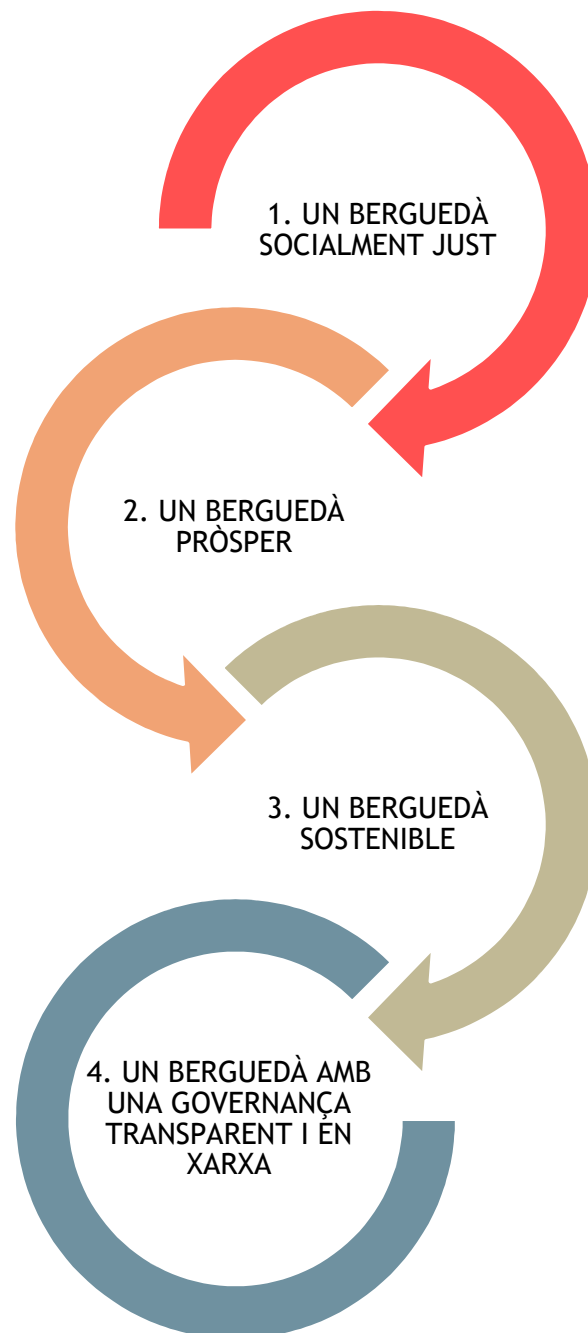 1. UN BERGUEDÀ
SOCIALMENT JUST
2. UN BERGUEDÀ
PRÒSPER
3. UN BERGUEDÀ
SOSTENIBLE
4. UN BERGUEDÀ AMB
UNA GOVERNANÇA
TRANSPARENT I EN
XARXA